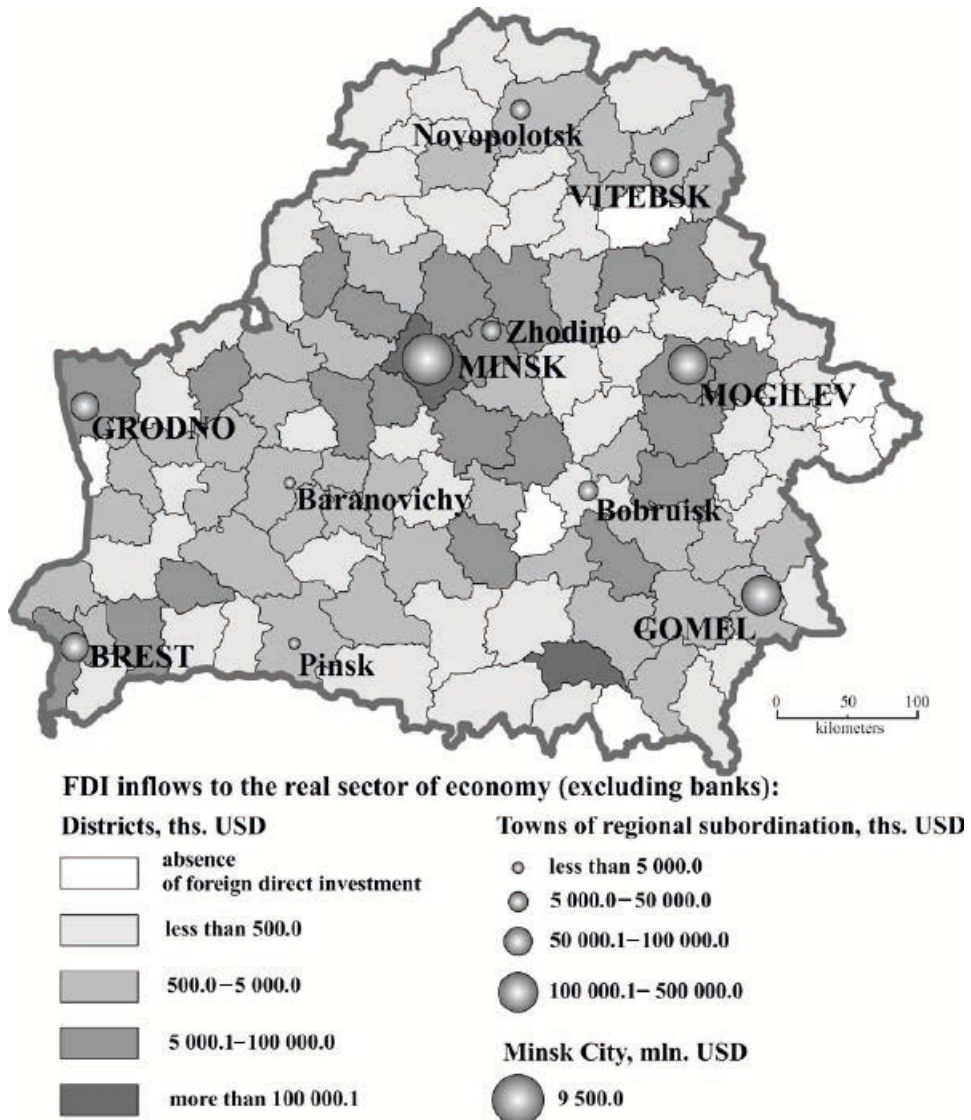 Novopolotsk
VITEBSK
Zhodino
MINSK
MOGILEV
GRODNO
Baranovichy
Bobruisk
GOMEL
BREST
Pinsk
0 50 100
kilometers
FDI inflows to the real sector of economy (excluding banks):
Districts, ths. USD
absence
of foreign direct investment
less than 500.0
500.0–5 000.0
5 000.1–100 000.0
more than 100 000.1
Towns of regional subordination, ths. USD
less than 5 000.0
5 000.0–50 000.0
50 000.1–100 000.0
100 000.1–500 000.0
Minsk City, mln. USD
9 500.0